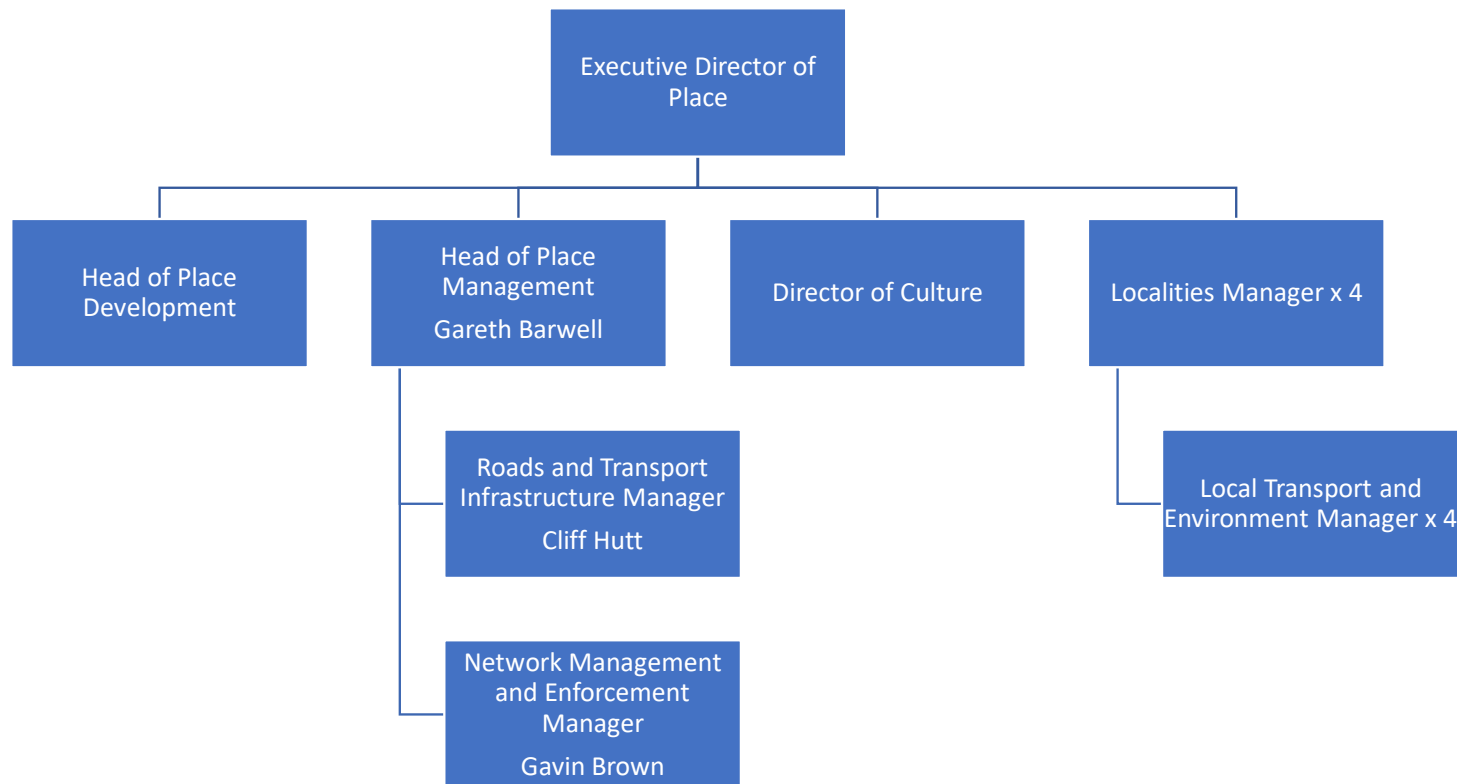 Executive Director of
Place
Head of Place
Development
Head of Place
Management
Gareth Barwell
Director of Culture
Localities Manager x 4
Roads and Transport
Infrastructure Manager
Cliff Hutt
Local Transport and
Environment Manager x 4
Network Management
and Enforcement
Manager
Gavin Brown